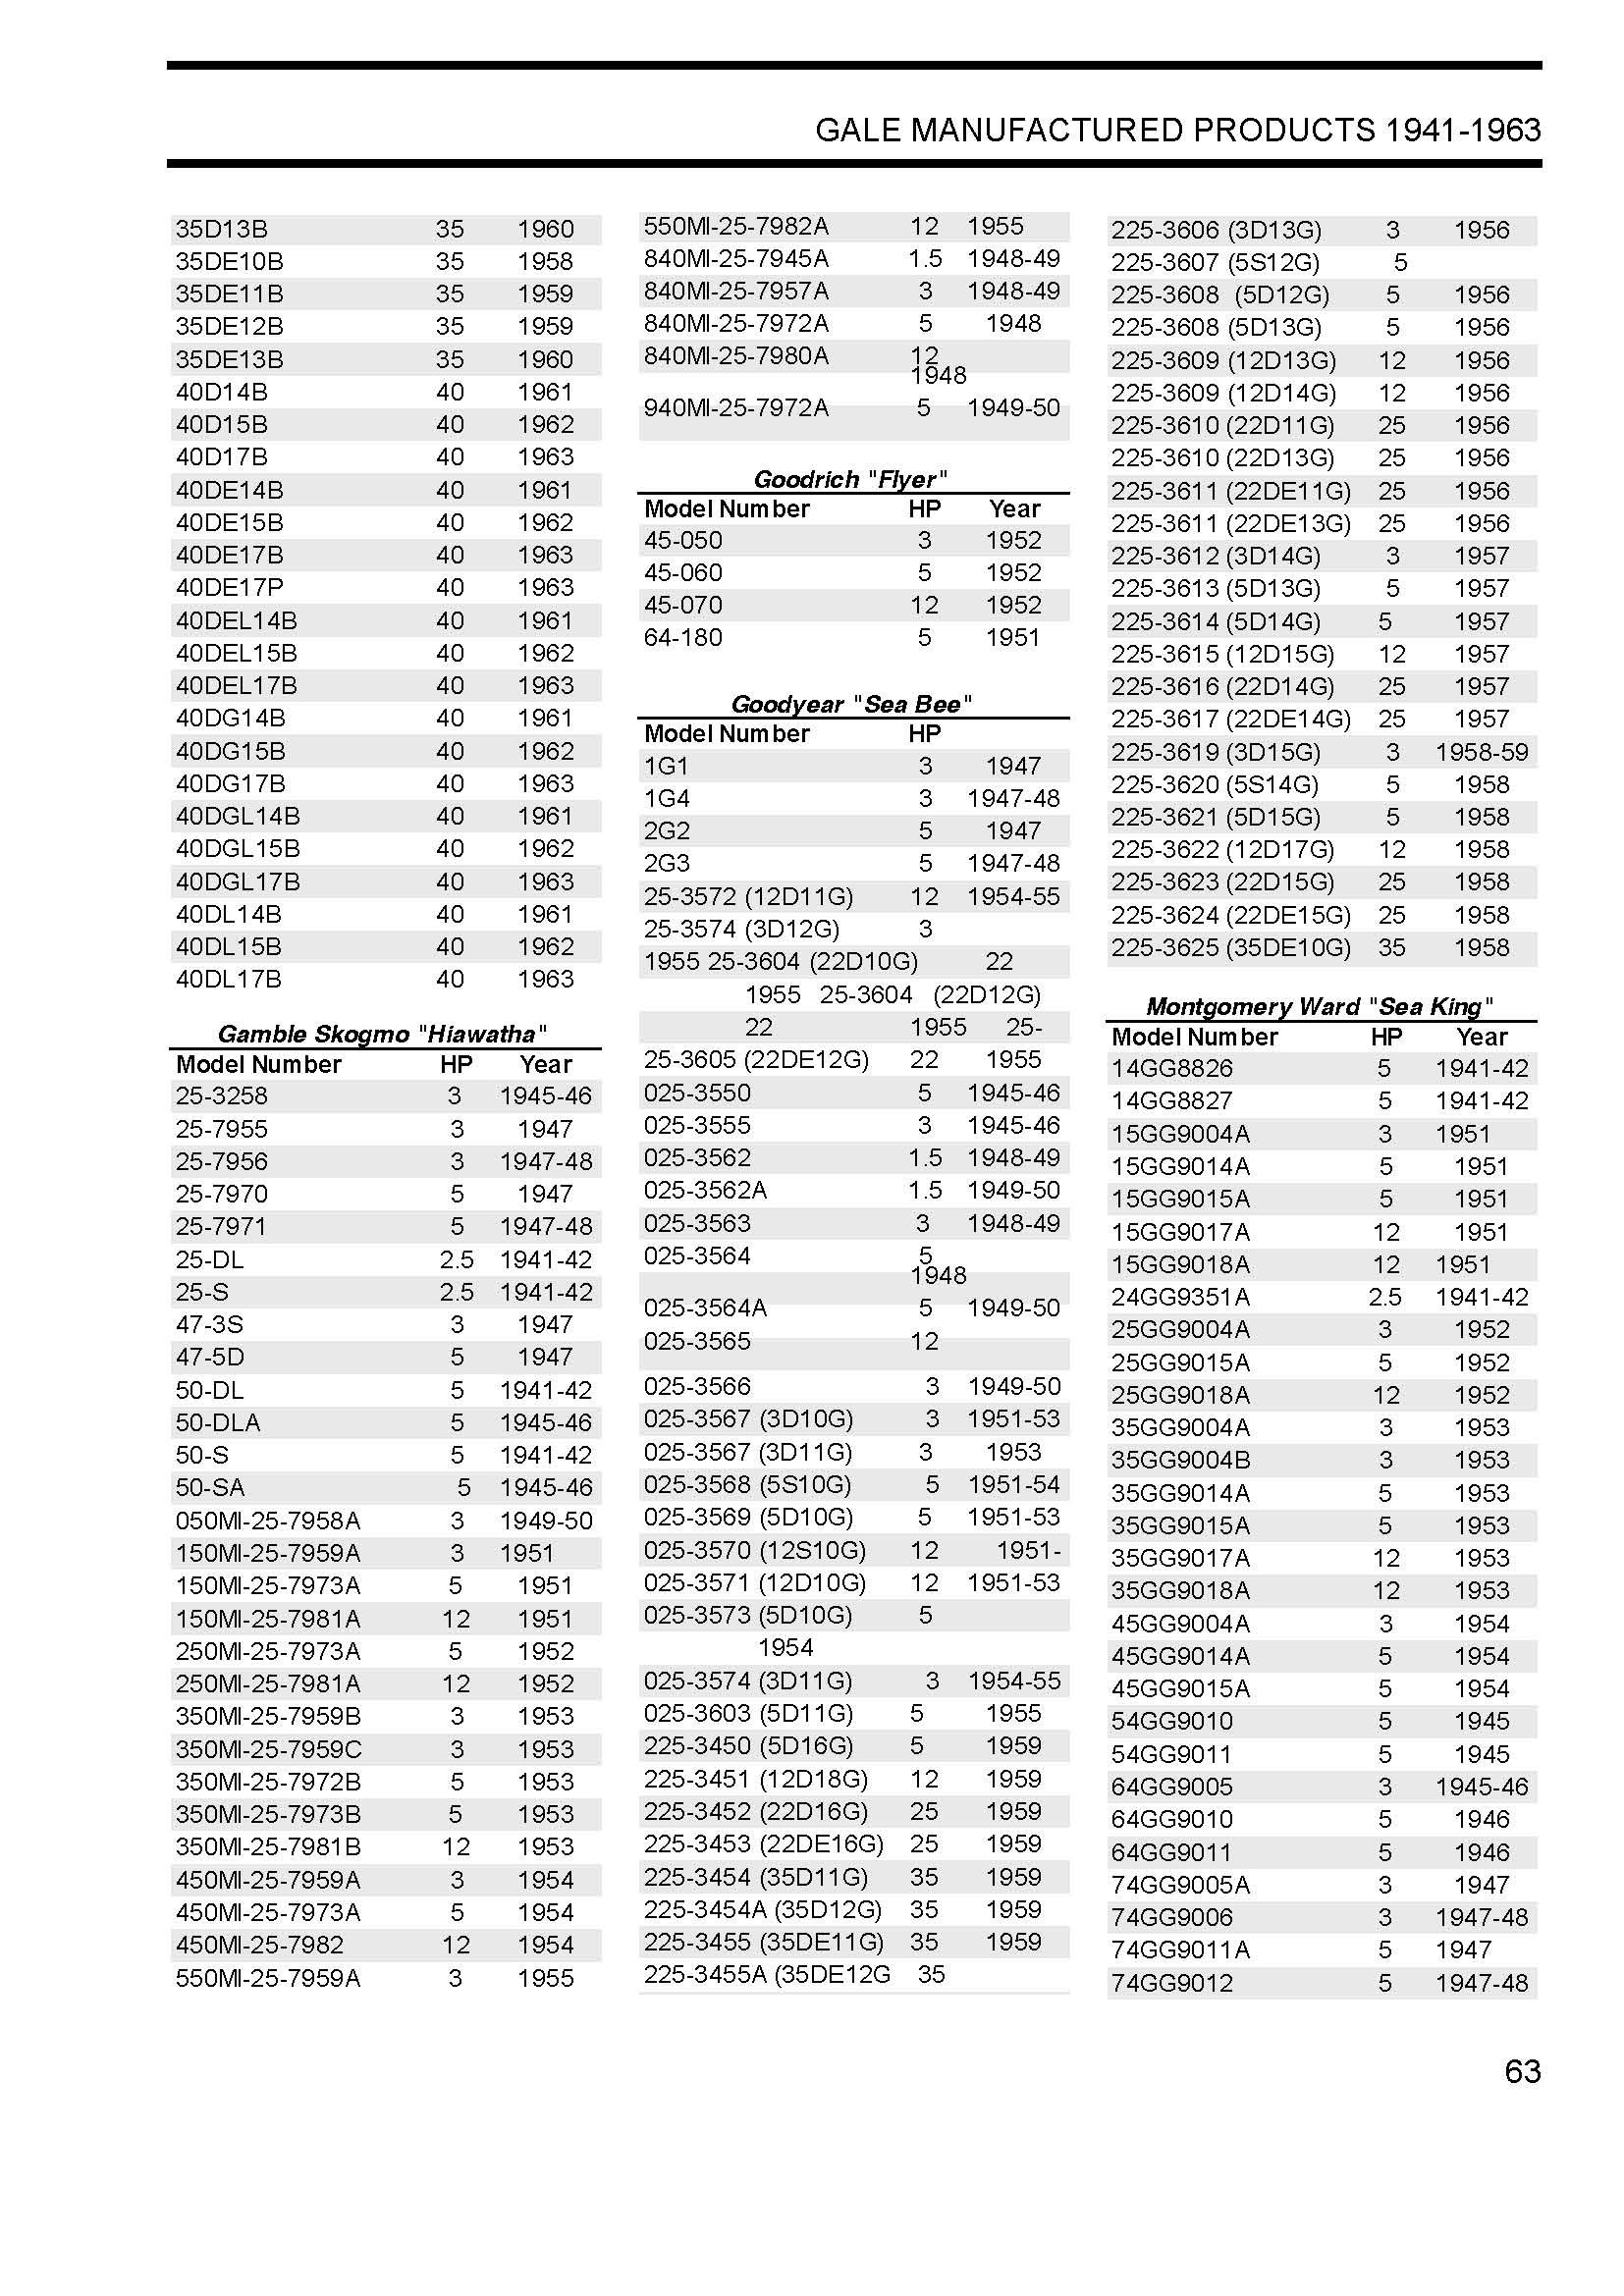 GALE MANUFACTURED PRODUCTS 1941-1963
35D13B 35 1960
35DE10B 35 1958
35DE11B 35 1959
35DE12B 35 1959
35DE13B 35 1960
40D14B 40 1961
40D15B 40 1962
40D17B 40 1963
40DE14B 40 1961
40DE15B 40 1962
40DE17B 40 1963
40DE17P 40 1963
40DEL14B 40 1961
40DEL15B 40 1962
40DEL17B 40 1963
40DG14B 40 1961
40DG15B 40 1962
40DG17B 40 1963
40DGL14B 40 1961
40DGL15B 40 1962
40DGL17B 40 1963
40DL14B 40 1961
40DL15B 40 1962
40DL17B 40 1963
Gamble Skogmo "Hiawatha"
Model Number HP Year
25-3258 3 1945-46
25-7955 3 1947
25-7956 3 1947-48
25-7970 5 1947
25-7971 5 1947-48
25-DL 2.5 1941-42
25-S 2.5 1941-42
47-3S 3 1947
47-5D 5 1947
50-DL 5 1941-42
50-DLA 5 1945-46
50-S 5 1941-42
50-SA 5 1945-46
050MI-25-7958A 3 1949-50
150MI-25-7959A 3 1951
150MI-25-7973A 5 1951
150MI-25-7981A 12 1951
250MI-25-7973A 5 1952
250MI-25-7981A 12 1952
350MI-25-7959B 3 1953
350MI-25-7959C 3 1953
350MI-25-7972B 5 1953
350MI-25-7973B 5 1953
350MI-25-7981B 12 1953
450MI-25-7959A 3 1954
450MI-25-7973A 5 1954
450MI-25-7982 12 1954
550MI-25-7959A 3 1955
550MI-25-7982A 12 1955
840MI-25-7945A 1.5 1948-49
840MI-25-7957A 3 1948-49
840MI-25-7972A 5 1948
840MI-25-7980A 12
1948
940MI-25-7972A 5 1949-50
Goodrich "Flyer"
Model Number HP Year
45-050 3 1952
45-060 5 1952
45-070 12 1952
64-180 5 1951
Goodyear "Sea Bee"
Model Number HP
1G1 3 1947
1G4 3 1947-48
2G2 5 1947
2G3 5 1947-48
25-3572 (12D11G) 12 1954-55
25-3574 (3D12G) 3
1955 25-3604 (22D10G) 22
1955 25-3604 (22D12G)
22 1955 25-
25-3605 (22DE12G) 22 1955
025-3550 5 1945-46
025-3555 3 1945-46
025-3562 1.5 1948-49
025-3562A 1.5 1949-50
025-3563 3 1948-49
025-3564 5
1948
025-3564A 5 1949-50
025-3565 12
025-3566 3 1949-50
025-3567 (3D10G) 3 1951-53
025-3567 (3D11G) 3 1953
025-3568 (5S10G) 5 1951-54
025-3569 (5D10G) 5 1951-53
025-3570 (12S10G) 12 1951-
025-3571 (12D10G) 12 1951-53
025-3573 (5D10G) 5
1954
025-3574 (3D11G) 3 1954-55
025-3603 (5D11G) 5 1955
225-3450 (5D16G) 5 1959
225-3451 (12D18G) 12 1959
225-3452 (22D16G) 25 1959
225-3453 (22DE16G) 25 1959
225-3454 (35D11G) 35 1959
225-3454A (35D12G) 35 1959
225-3455 (35DE11G) 35 1959
225-3455A (35DE12G 35
225-3606 (3D13G) 3 1956
225-3607 (5S12G) 5
225-3608 (5D12G) 5 1956
225-3608 (5D13G) 5 1956
225-3609 (12D13G) 12 1956
225-3609 (12D14G) 12 1956
225-3610 (22D11G) 25 1956
225-3610 (22D13G) 25 1956
225-3611 (22DE11G) 25 1956
225-3611 (22DE13G) 25 1956
225-3612 (3D14G) 3 1957
225-3613 (5D13G) 5 1957
225-3614 (5D14G) 5 1957
225-3615 (12D15G) 12 1957
225-3616 (22D14G) 25 1957
225-3617 (22DE14G) 25 1957
225-3619 (3D15G) 3 1958-59
225-3620 (5S14G) 5 1958
225-3621 (5D15G) 5 1958
225-3622 (12D17G) 12 1958
225-3623 (22D15G) 25 1958
225-3624 (22DE15G) 25 1958
225-3625 (35DE10G) 35 1958
Montgomery Ward "Sea King"
Model Number HP Year
14GG8826 5 1941-42
14GG8827 5 1941-42
15GG9004A 3 1951
15GG9014A 5 1951
15GG9015A 5 1951
15GG9017A 12 1951
15GG9018A 12 1951
24GG9351A 2.5 1941-42
25GG9004A 3 1952
25GG9015A 5 1952
25GG9018A 12 1952
35GG9004A 3 1953
35GG9004B 3 1953
35GG9014A 5 1953
35GG9015A 5 1953
35GG9017A 12 1953
35GG9018A 12 1953
45GG9004A 3 1954
45GG9014A 5 1954
45GG9015A 5 1954
54GG9010 5 1945
54GG9011 5 1945
64GG9005 3 1945-46
64GG9010 5 1946
64GG9011 5 1946
74GG9005A 3 1947
74GG9006 3 1947-48
74GG9011A 5 1947
74GG9012 5 1947-48
63